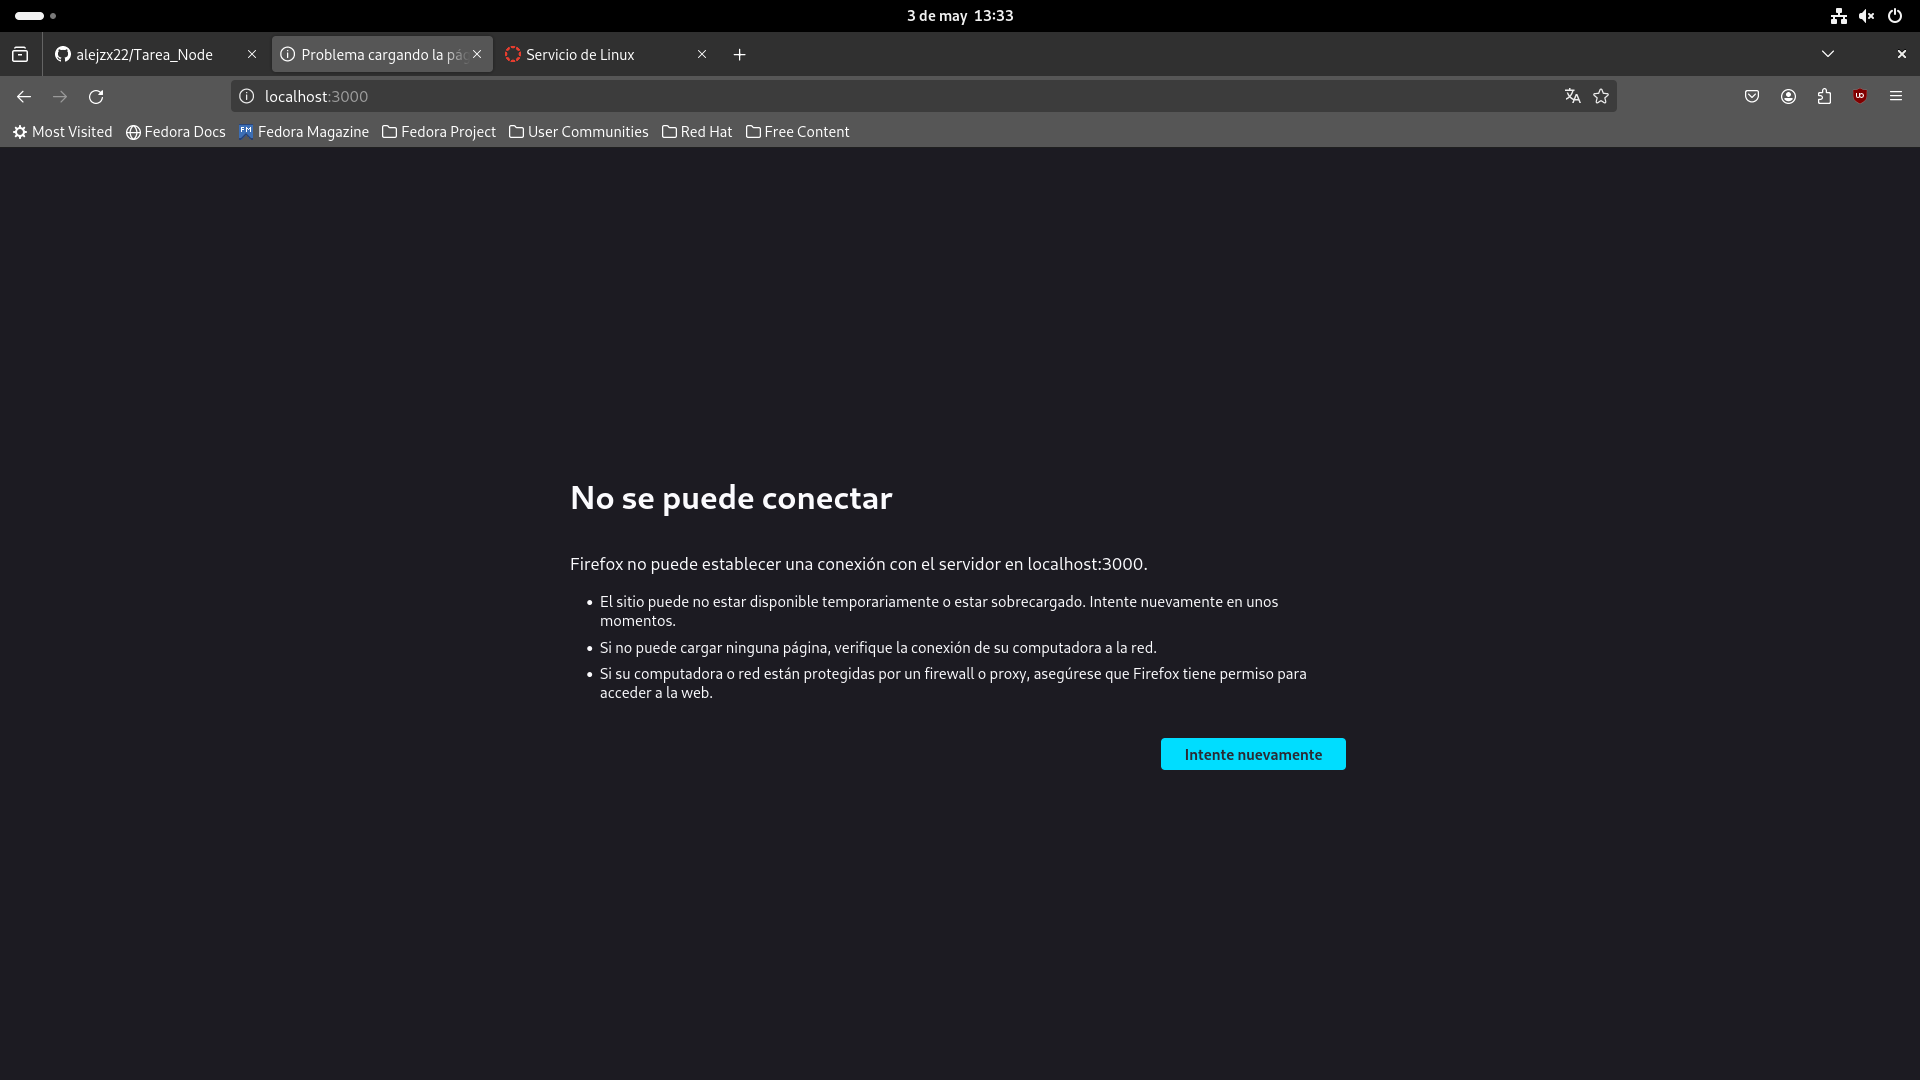 3 de may 13:33
alejzx22/Tarea_Node
Problema cargando la pág
Servicio de Linux
localhost:3000
Most Visited
Fedora Docs
Fedora Magazine
Fedora Project
User Communities
Red Hat
Free Content
No se puede conectar
Firefox no puede establecer una conexión con el servidor en localhost:3000.
• El sitio puede no estar disponible temporariamente o estar sobrecargado. Intente nuevamente en unos
momentos.
• Si no puede cargar ninguna página, verifique la conexión de su computadora a la red.
• Si su computadora o red están protegidas por un firewall o proxy, asegúrese que Firefox tiene permiso para
acceder a la web.
Intente nuevamente